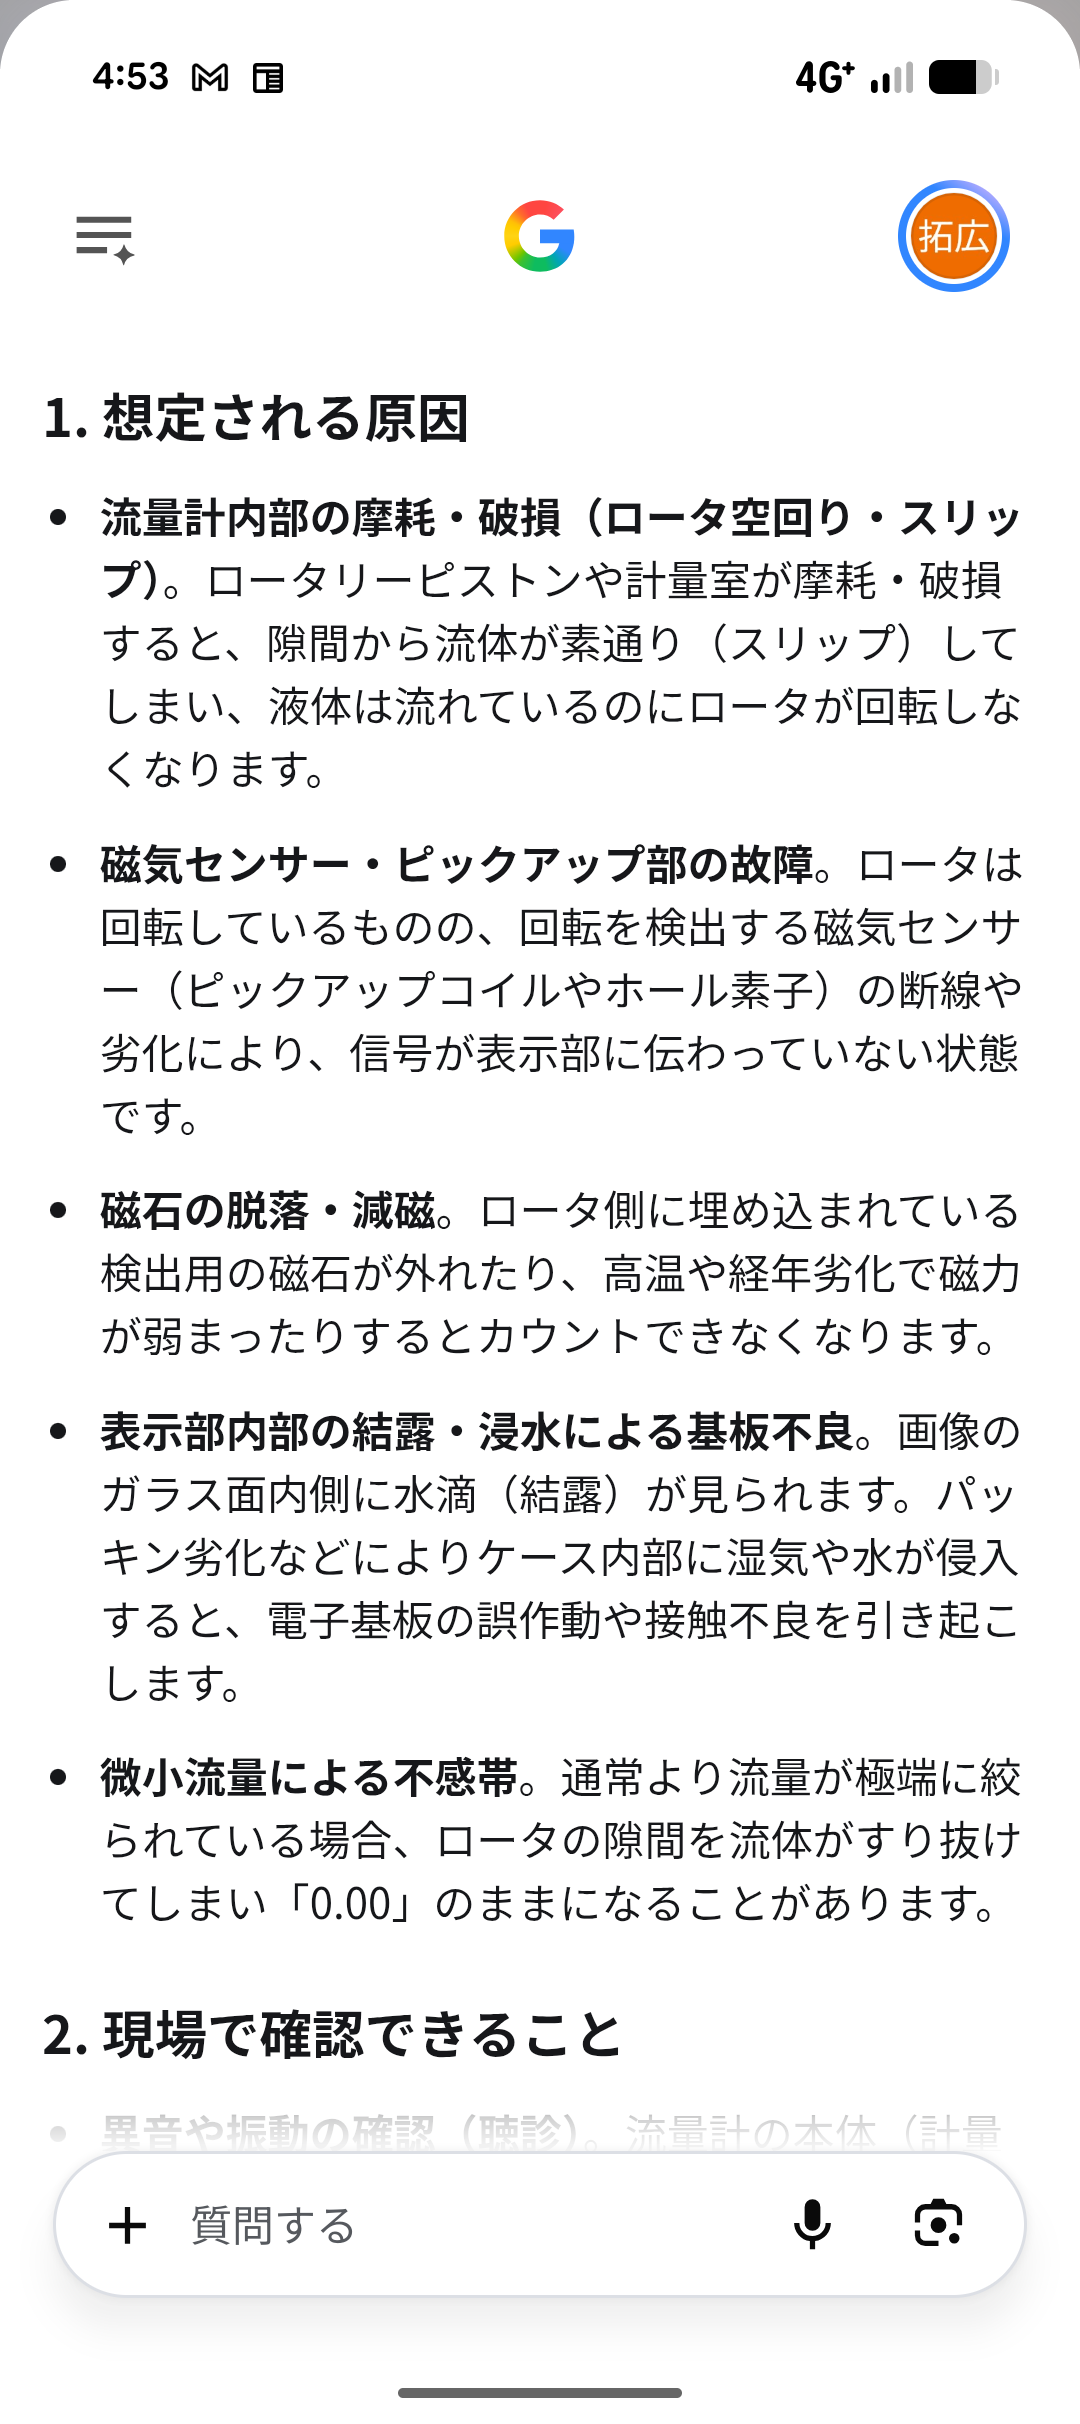 4:53
4G+
拓広
1. 想定される原因
• 流量計内部の摩耗・破損（ロータ空回り・スリッ
プ）。ロータリーピストンや計量室が摩耗・破損
すると、隙間から流体が素通り（スリップ）して
しまい、液体は流れているのにロータが回転しな
くなります。
• 磁気センサー・ピックアップ部の故障。ロータは
回転しているものの、回転を検出する磁気センサ
ー（ピックアップコイルやホール素子）の断線や
劣化により、信号が表示部に伝わっていない状態
です。
• 磁石の脱落・減磁。ロータ側に埋め込まれている
検出用の磁石が外れたり、高温や経年劣化で磁力
が弱まったりするとカウントできなくなります。
• 表示部内部の結露・浸水による基板不良。画像の
ガラス面内側に水滴（結露）が見られます。パッ
キン劣化などによりケース内部に湿気や水が侵入
すると、電子基板の誤作動や接触不良を引き起こ
します。
• 微小流量による不感帯。通常より流量が極端に絞
られている場合、ロータの隙間を流体がすり抜け
てしまい「0.00」のままになることがあります。
2. 現場で確認できること
• 異音や振動の確認（聴診）。流量計の本体（計量
質問する